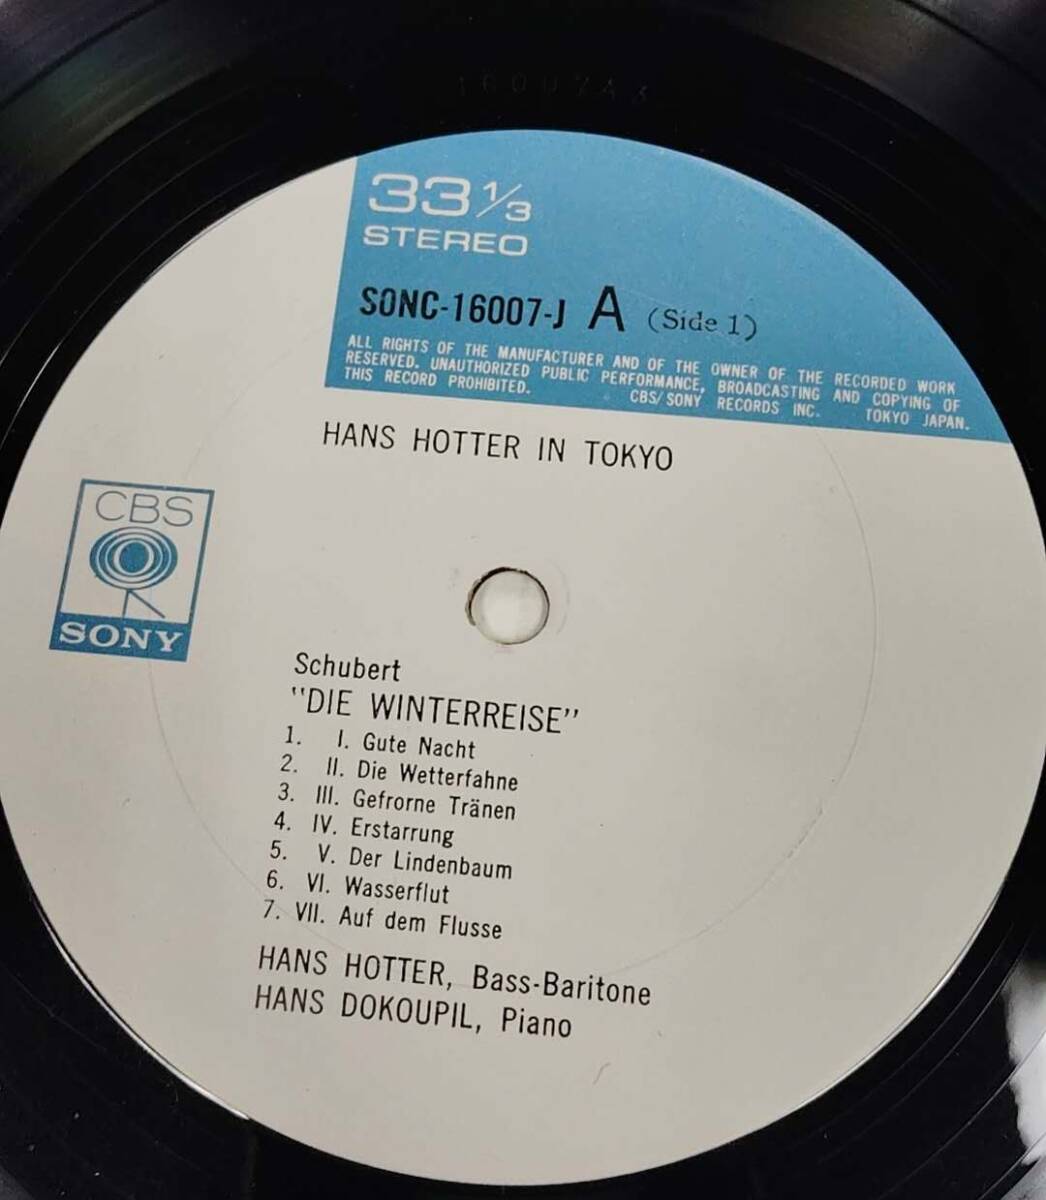 33 1/3
STEREO
SONC-16007-J A (Side 1)
ALL RIGHTS OF THE MANUFACTURER AND OF THE OWNER OF THE RECORDED WORK
RESERVED. UNAUTHORIZED PUBLIC PERFORMANCE, BROADCASTING AND COPYING OF
THIS RECORD PROHIBITED. CBS/SONY RECORDS INC. TOKYO JAPAN.
HANS HOTTER IN TOKYO
CBS
SONY
Schubert
"DIE WINTERREISE"
1. I. Gute Nacht
2. II. Die Wetterfahne
3. III. Gefrorne Tränen
4. IV. Erstarrung
5. V. Der Lindenbaum
6. VI. Wasserflut
7. VII. Auf dem Flusse
HANS HOTTER, Bass-Baritone
HANS DOKOUPIL, Piano